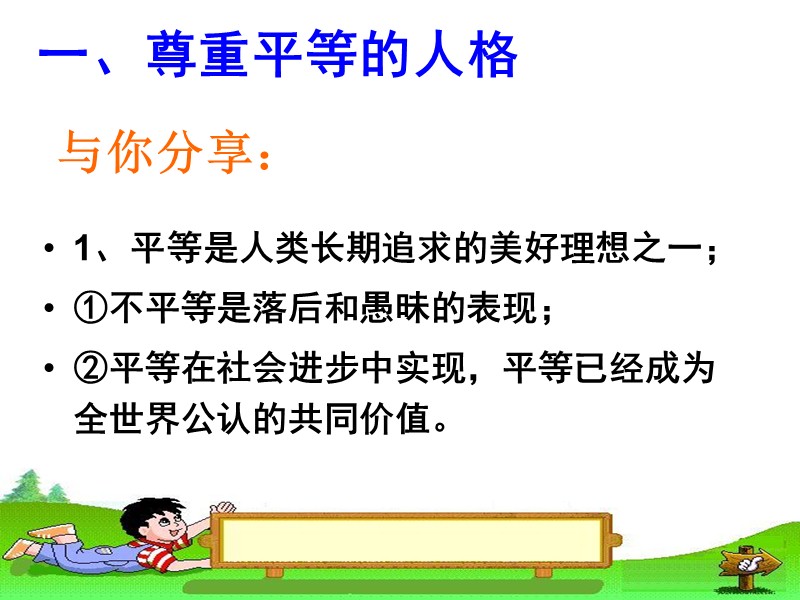 一、尊重平等的人格
与你分享：
• 1、平等是人类长期追求的美好理想之一；
• ①不平等是落后和愚昧的表现；
• ②平等在社会进步中实现，平等已经成为
全世界公认的共同价值。